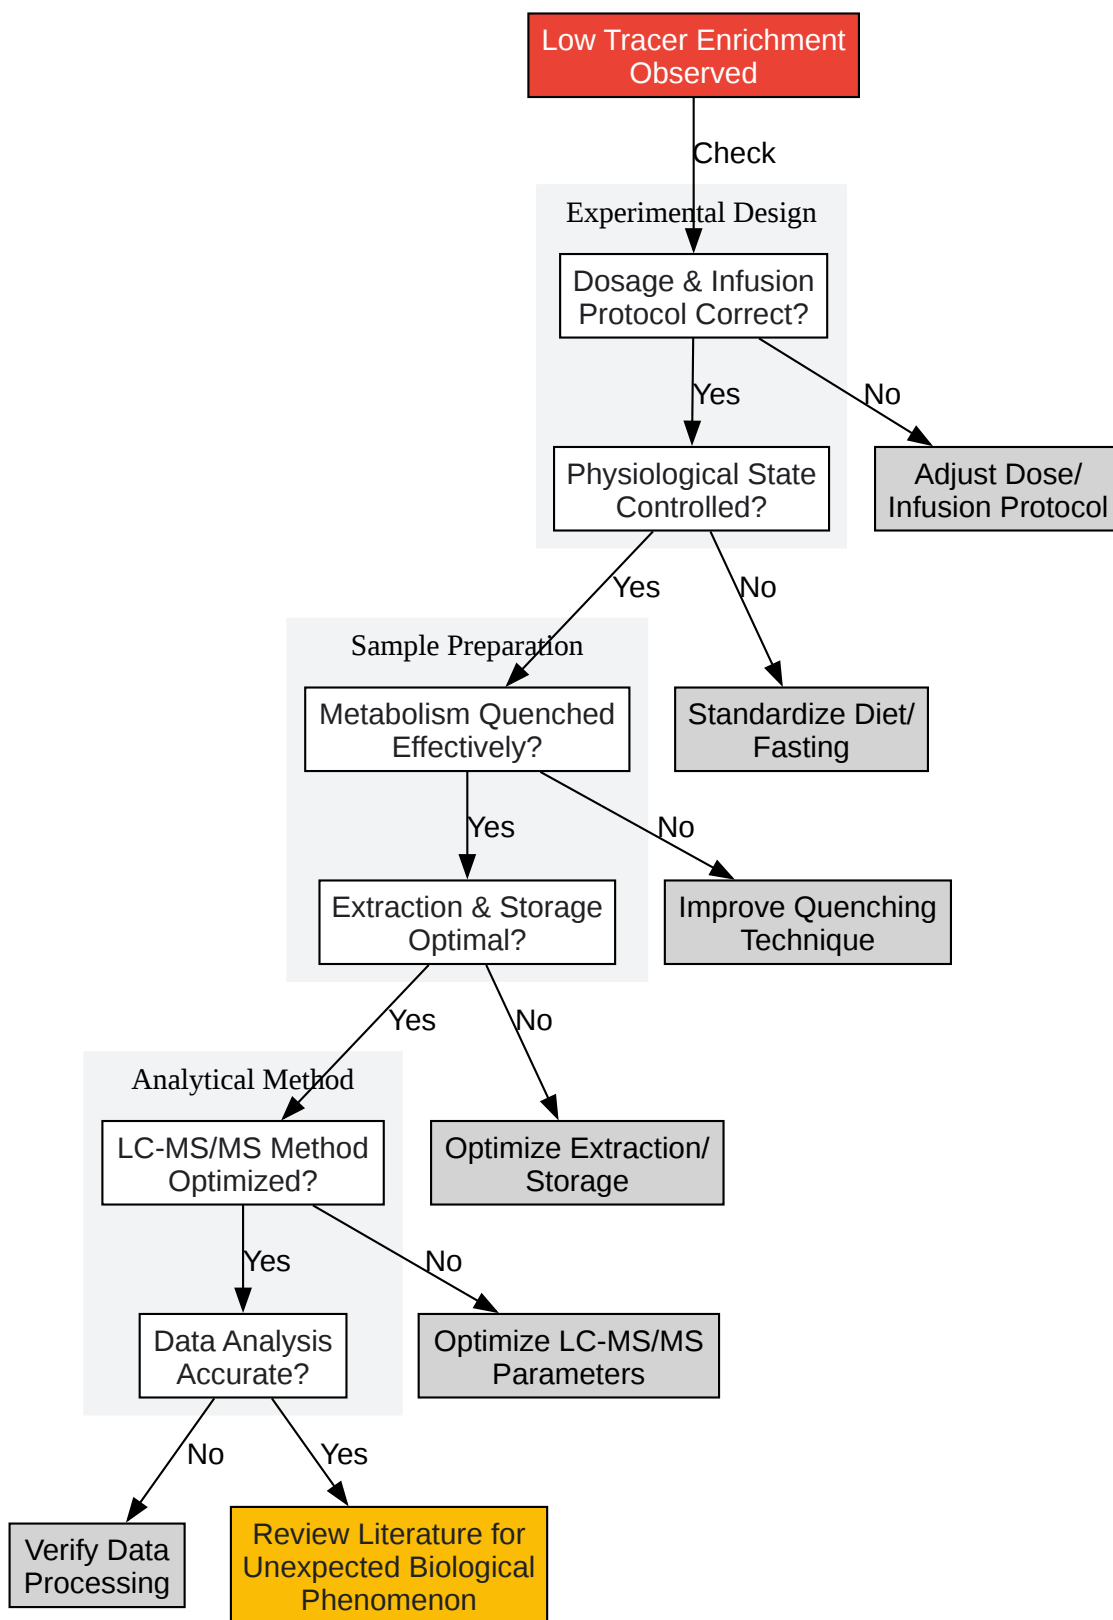 Low Tracer Enrichment
Observed
Check
Experimental Design
Dosage & Infusion
Protocol Correct?
Yes
No
Physiological State
Controlled?
Adjust Dose/
Infusion Protocol
Yes
No
Sample Preparation
Metabolism Quenched
Effectively?
Standardize Diet/
Fasting
Yes
No
Extraction & Storage
Optimal?
Improve Quenching
Technique
Yes
No
Analytical Method
LC-MS/MS Method
Optimized?
Optimize Extraction/
Storage
Yes
No
Data Analysis
Accurate?
Optimize LC-MS/MS
Parameters
No
Yes
Verify Data
Processing
Review Literature for
Unexpected Biological
Phenomenon